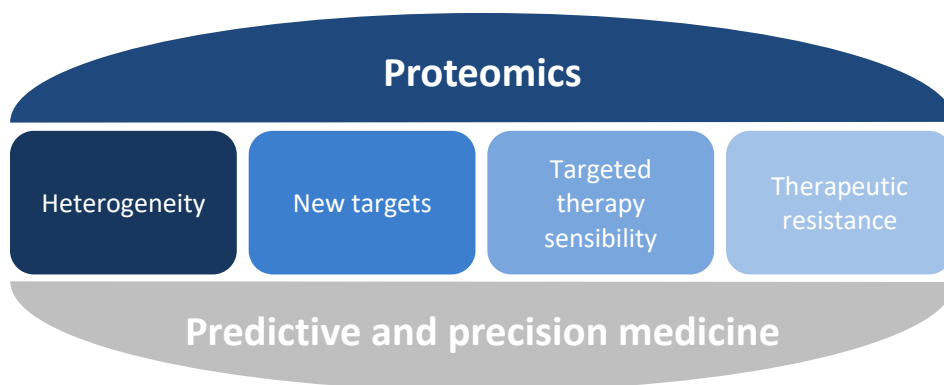 Proteomics
Heterogeneity
New targets
Targeted
therapy
sensibility
Therapeutic
resistance
Predictive and precision medicine